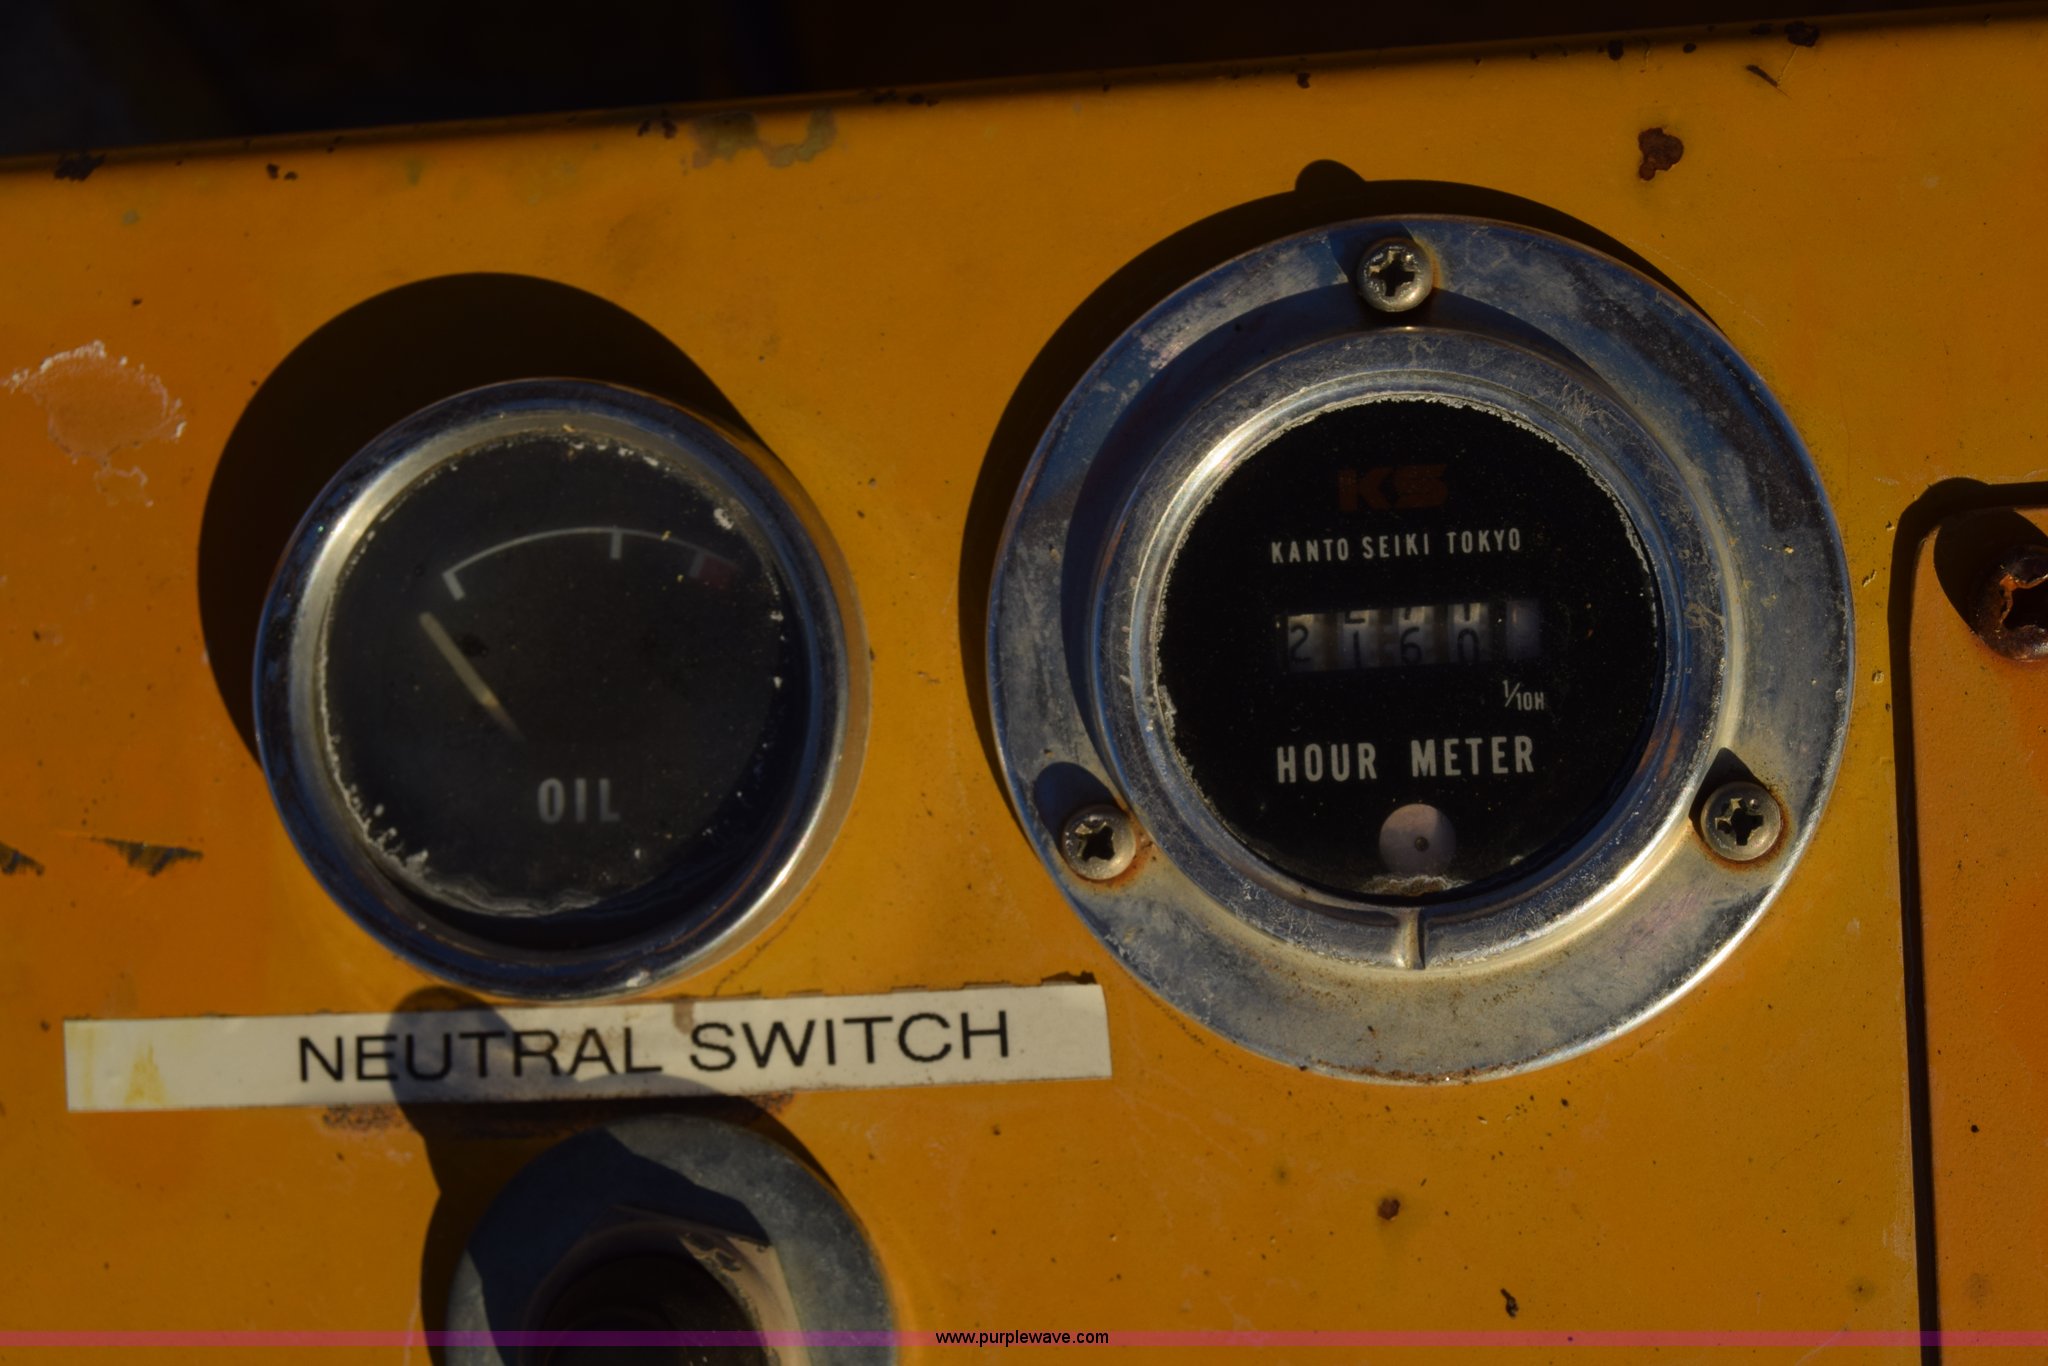 KS
KANTO SEIKI TOKYO
2160
1/10H
HOUR METER
OIL
NEUTRAL SWITCH
www.purplewave.com